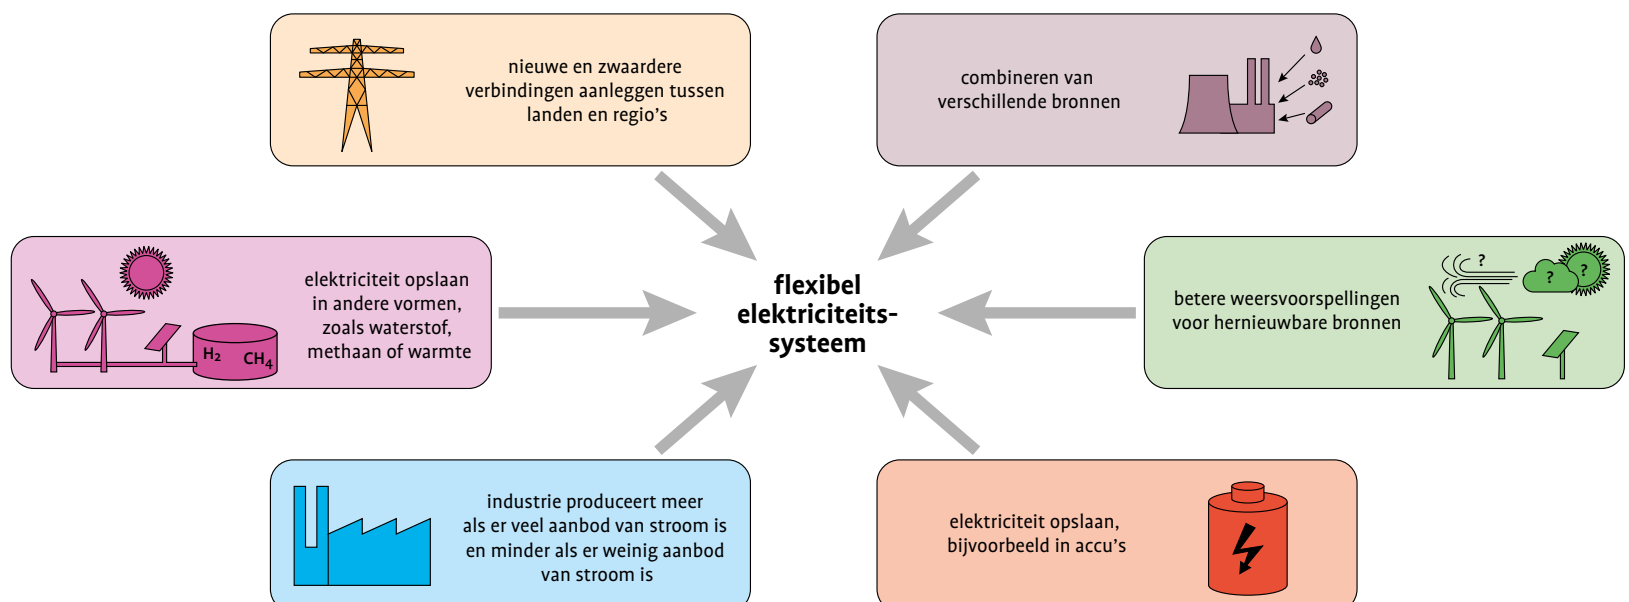 nieuwe en zwaardere
verbindingen aanleggen tussen
landen en regio's
combineren van
verschillende bronnen
elektriciteit opslaan
in andere vormen,
zoals waterstof,
methaan of warmte
H₂
CH₄
flexibel
elektriciteits-
systeem
betere weersvoorspellingen
voor hernieuwbare bronnen
?
?
?
industrie produceert meer
als er veel aanbod van stroom is
en minder als er weinig aanbod
van stroom is
elektriciteit opslaan,
bijvoorbeeld in accu's